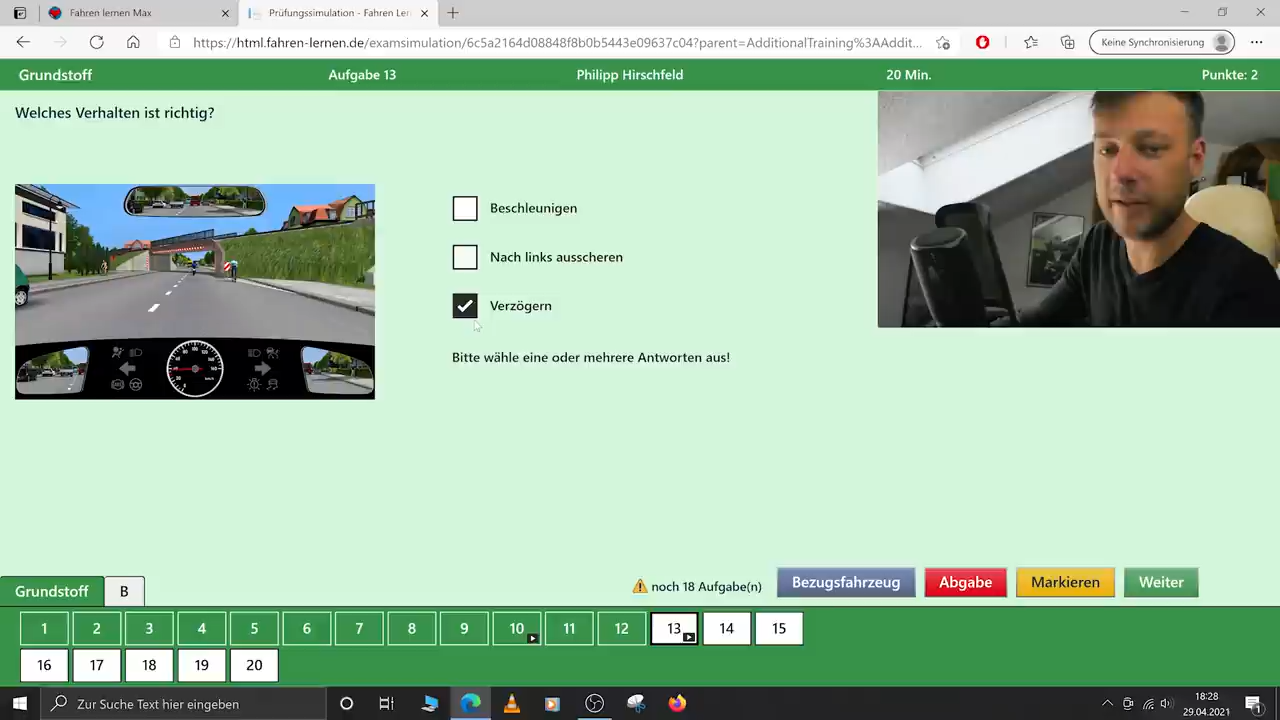 Fahren lernen Max
Prüfungssimulation - Fahren Ler
https://html.fahren-lernen.de/examsimulation/6c5a2164d08848f8b0b5443e09637c04?parent=AdditionalTraining%3AAddit...
Keine Synchronisierung
Grundstoff
Aufgabe 13
Philipp Hirschfeld
20 Min.
Punkte: 2
Welches Verhalten ist richtig?
Beschleunigen
Nach links ausscheren
Verzögern
Bitte wähle eine oder mehrere Antworten aus!
Grundstoff
B
noch 18 Aufgabe(n)
Bezugsfahrzeug
Abgabe
Markieren
Weiter
1 2 3 4 5 6 7 8 9 10 11 12 13 14 15
16 17 18 19 20
Zur Suche Text hier eingeben
18:28
29.04.2021